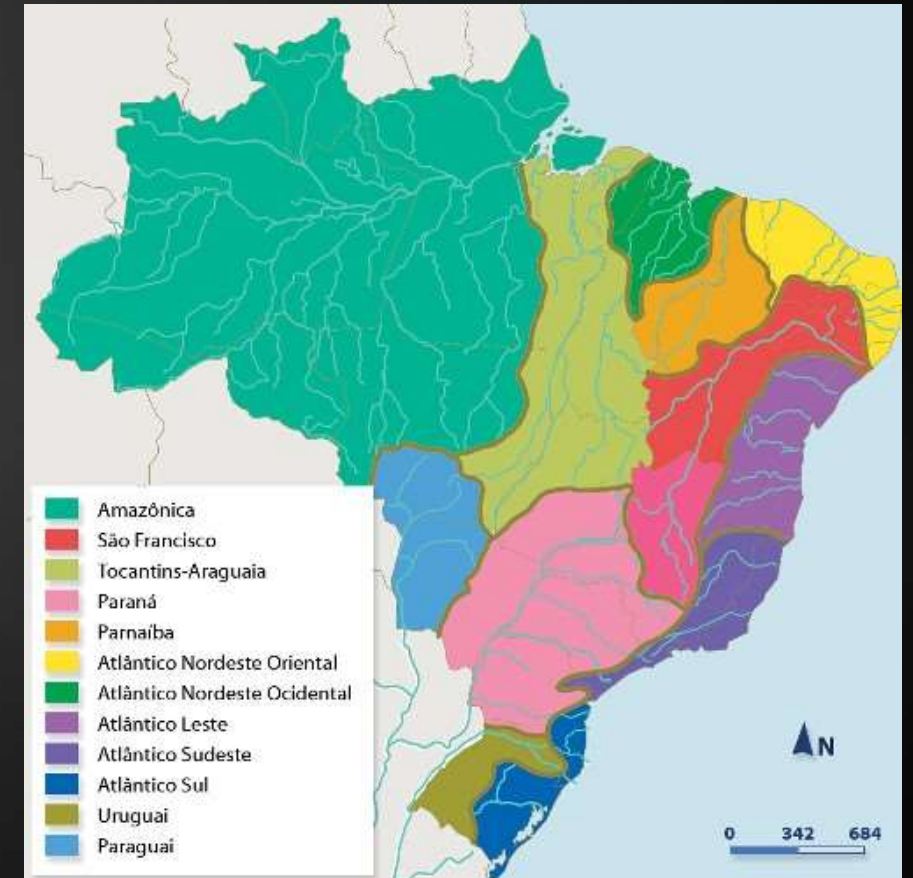 Amazônica
São Francisco
Tocantins-Araguaia
Paraná
Parnaíba
Atlântico Nordeste Oriental
Atlântico Nordeste Ocidental
Atlântico Leste
Atlântico Sudeste
Atlântico Sul
Uruguai
Paraguai
N
0 342 684